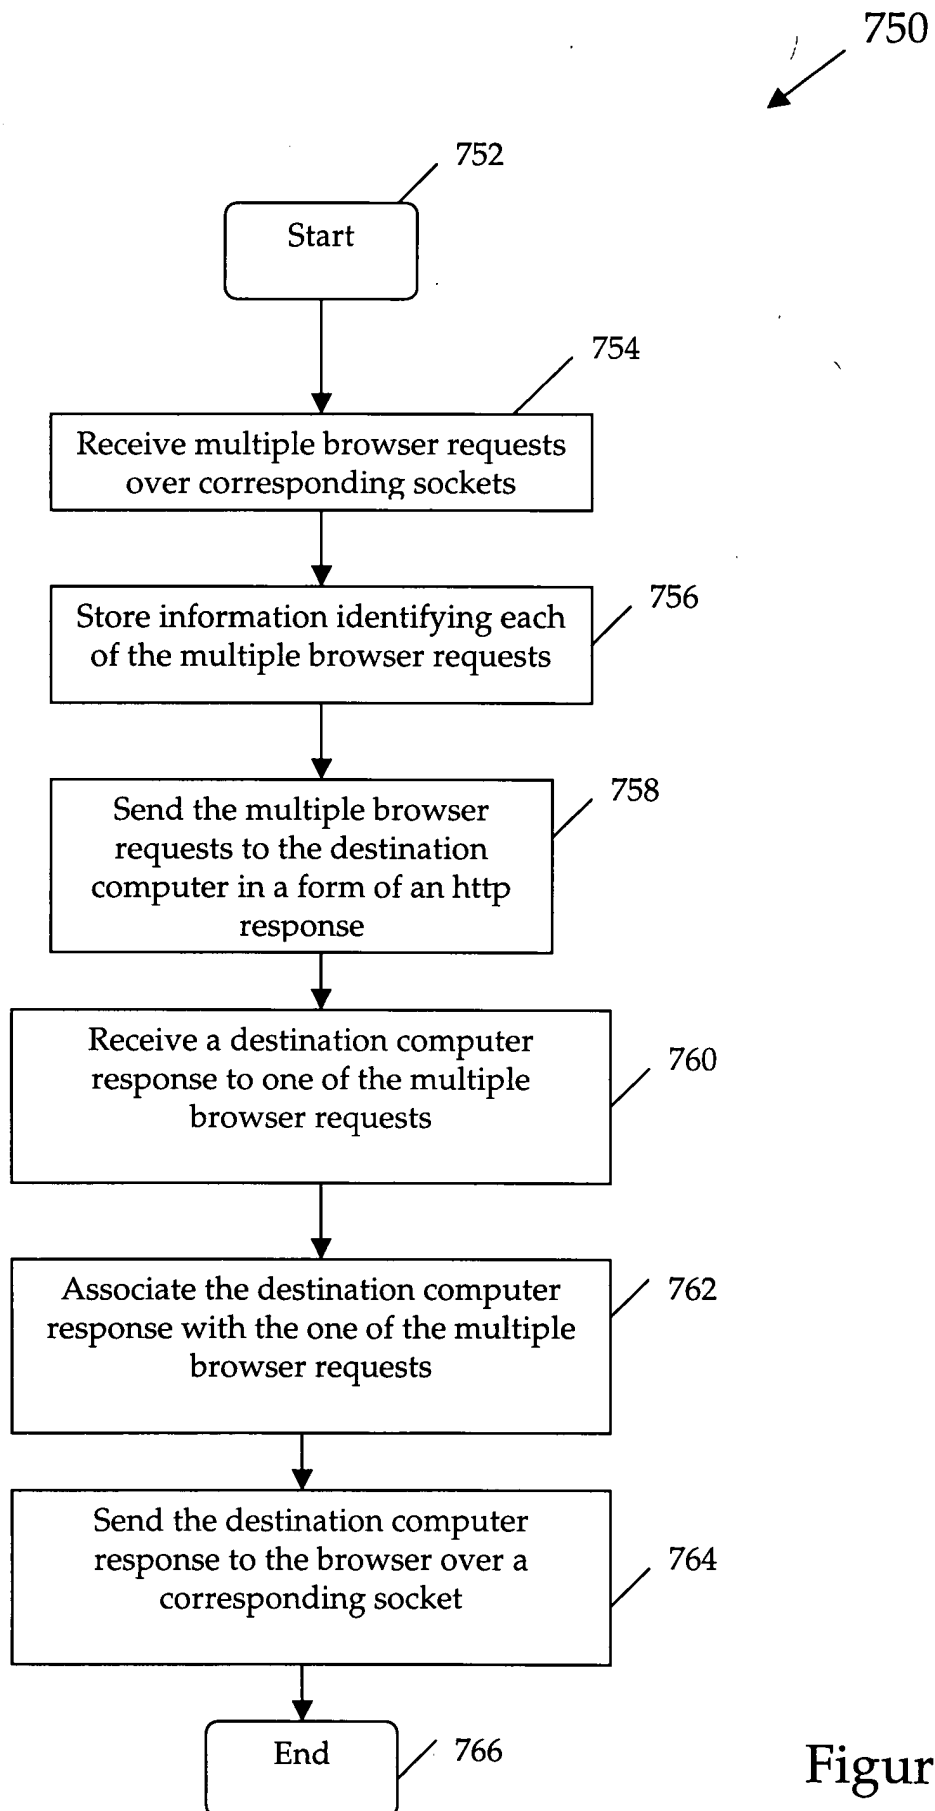 750
752
Start
754
Receive multiple browser requests
over corresponding sockets
756
Store information identifying each
of the multiple browser requests
758
Send the multiple browser
requests to the destination
computer in a form of an http
response
760
Receive a destination computer
response to one of the multiple
browser requests
762
Associate the destination computer
response with the one of the multiple
browser requests
764
Send the destination computer
response to the browser over a
corresponding socket
766
End
Figur